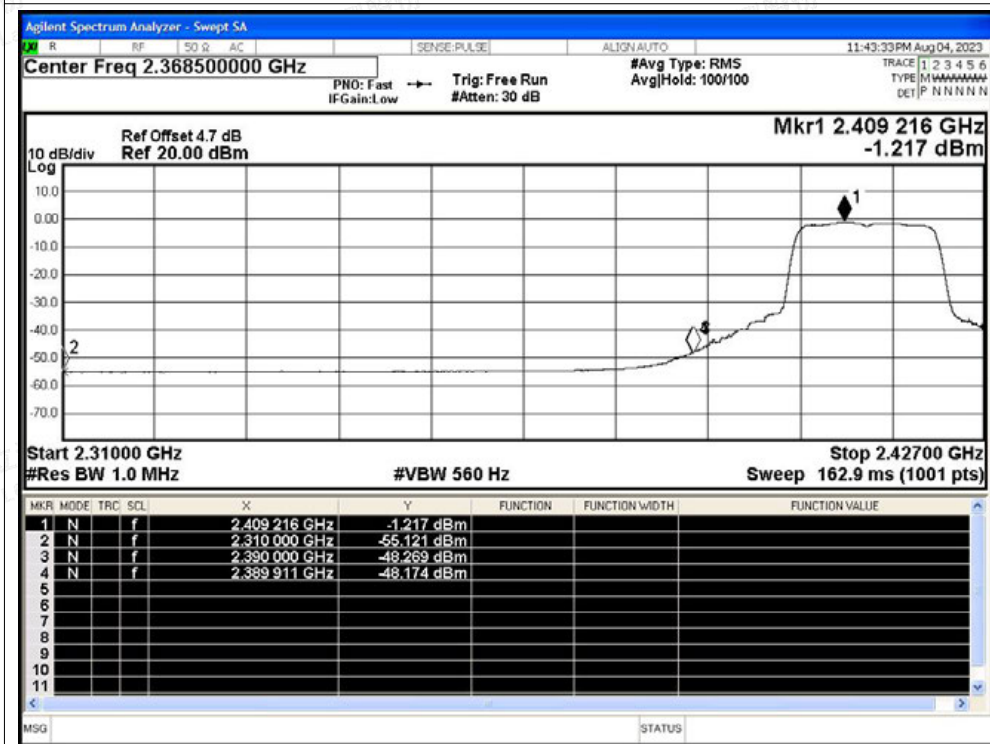 Agilent Spectrum Analyzer - Swept SA
R RF 50 Ω AC SENSE:PULSE ALIGN AUTO 11:43:33 PM Aug 04, 2023
Center Freq 2.368500000 GHz #Avg Type: RMS TRACE 1 2 3 4 5 6
PNO: Fast Trig: Free Run Avg|Hold: 100/100 TYPE M WWWWW
IFGain:Low #Atten: 30 dB DET P N N N N N
Mkr1 2.409 216 GHz
Ref Offset 4.7 dB -1.217 dBm
10 dB/div Ref 20.00 dBm
Log
10.0
1
0.00
-10.0
-20.0
-30.0
-40.0
-50.0
2
-60.0
-70.0
Start 2.31000 GHz Stop 2.42700 GHz
#Res BW 1.0 MHz #VBW 560 Hz Sweep 162.9 ms (1001 pts)
MKR MODE TRC SCL X Y FUNCTION FUNCTION WIDTH FUNCTION VALUE
1 N f 2.409 216 GHz -1.217 dBm
2 N f 2.310 000 GHz -55.121 dBm
3 N f 2.390 000 GHz -48.269 dBm
4 N f 2.389 911 GHz -48.174 dBm
5
6
7
8
9
10
11
MSG STATUS